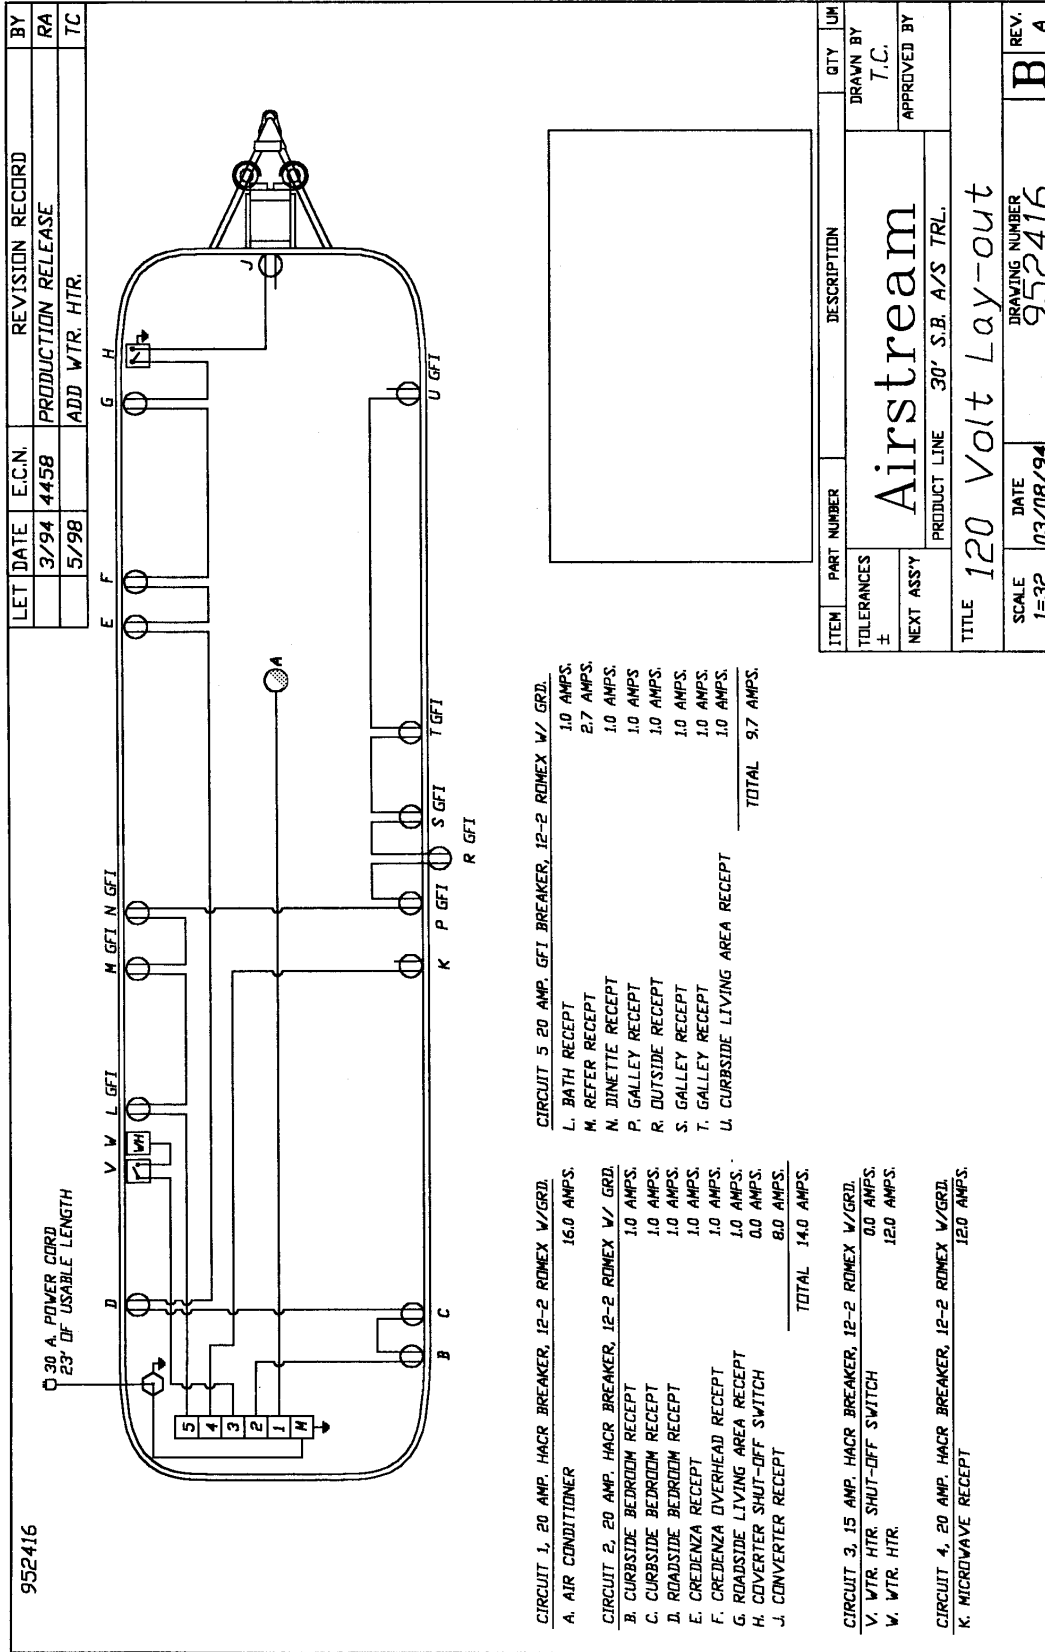 952416
LET DATE E.C.N. REVISION RECORD BY
3/94 4458 PRODUCTION RELEASE RA
5/98 ADD WTR. HTR. TC
30 A. POWER CORD
23' OF USABLE LENGTH
D V W L GFI M GFI N GFI E F G H
WH
J
5
4
3
2
1
M
A
B C K P GFI S GFI T GFI U GFI
R GFI
CIRCUIT 1, 20 AMP. HACR BREAKER, 12-2 ROMEX W/GRD.
A. AIR CONDITIONER 16.0 AMPS.
CIRCUIT 2, 20 AMP. HACR BREAKER, 12-2 ROMEX W/ GRD.
B. CURBSIDE BEDROOM RECEPT 1.0 AMPS.
C. CURBSIDE BEDROOM RECEPT 1.0 AMPS.
D. ROADSIDE BEDROOM RECEPT 1.0 AMPS.
E. CREDENZA RECEPT 1.0 AMPS.
F. CREDENZA OVERHEAD RECEPT 1.0 AMPS.
G. ROADSIDE LIVING AREA RECEPT 1.0 AMPS.
H. COVERTER SHUT-OFF SWITCH 0.0 AMPS.
J. CONVERTER RECEPT 8.0 AMPS.
TOTAL 14.0 AMPS.
CIRCUIT 3, 15 AMP. HACR BREAKER, 12-2 ROMEX W/GRD.
V. WTR. HTR. SHUT-OFF SWITCH 0.0 AMPS.
W. WTR. HTR. 12.0 AMPS.
CIRCUIT 4, 20 AMP. HACR BREAKER, 12-2 ROMEX W/GRD.
K. MICROWAVE RECEPT 12.0 AMPS.
CIRCUIT 5 20 AMP. GFI BREAKER, 12-2 ROMEX W/ GRD.
L. BATH RECEPT 1.0 AMPS.
M. REFER RECEPT 2.7 AMPS.
N. DINETTE RECEPT 1.0 AMPS.
P. GALLEY RECEPT 1.0 AMPS
R. OUTSIDE RECEPT 1.0 AMPS.
S. GALLEY RECEPT 1.0 AMPS.
T. GALLEY RECEPT 1.0 AMPS.
U. CURBSIDE LIVING AREA RECEPT 1.0 AMPS.
TOTAL 9.7 AMPS.
ITEM PART NUMBER DESCRIPTION QTY UM
TOLERANCES
±
NEXT ASS'Y
Airstream
PRODUCT LINE 30' S.B. A/S TRL.
DRAWN BY
T.C.
APPROVED BY
TITLE 120 Volt Lay-out
SCALE
1=32
DATE
03/08/94
DRAWING NUMBER
952416
B
REV.
A